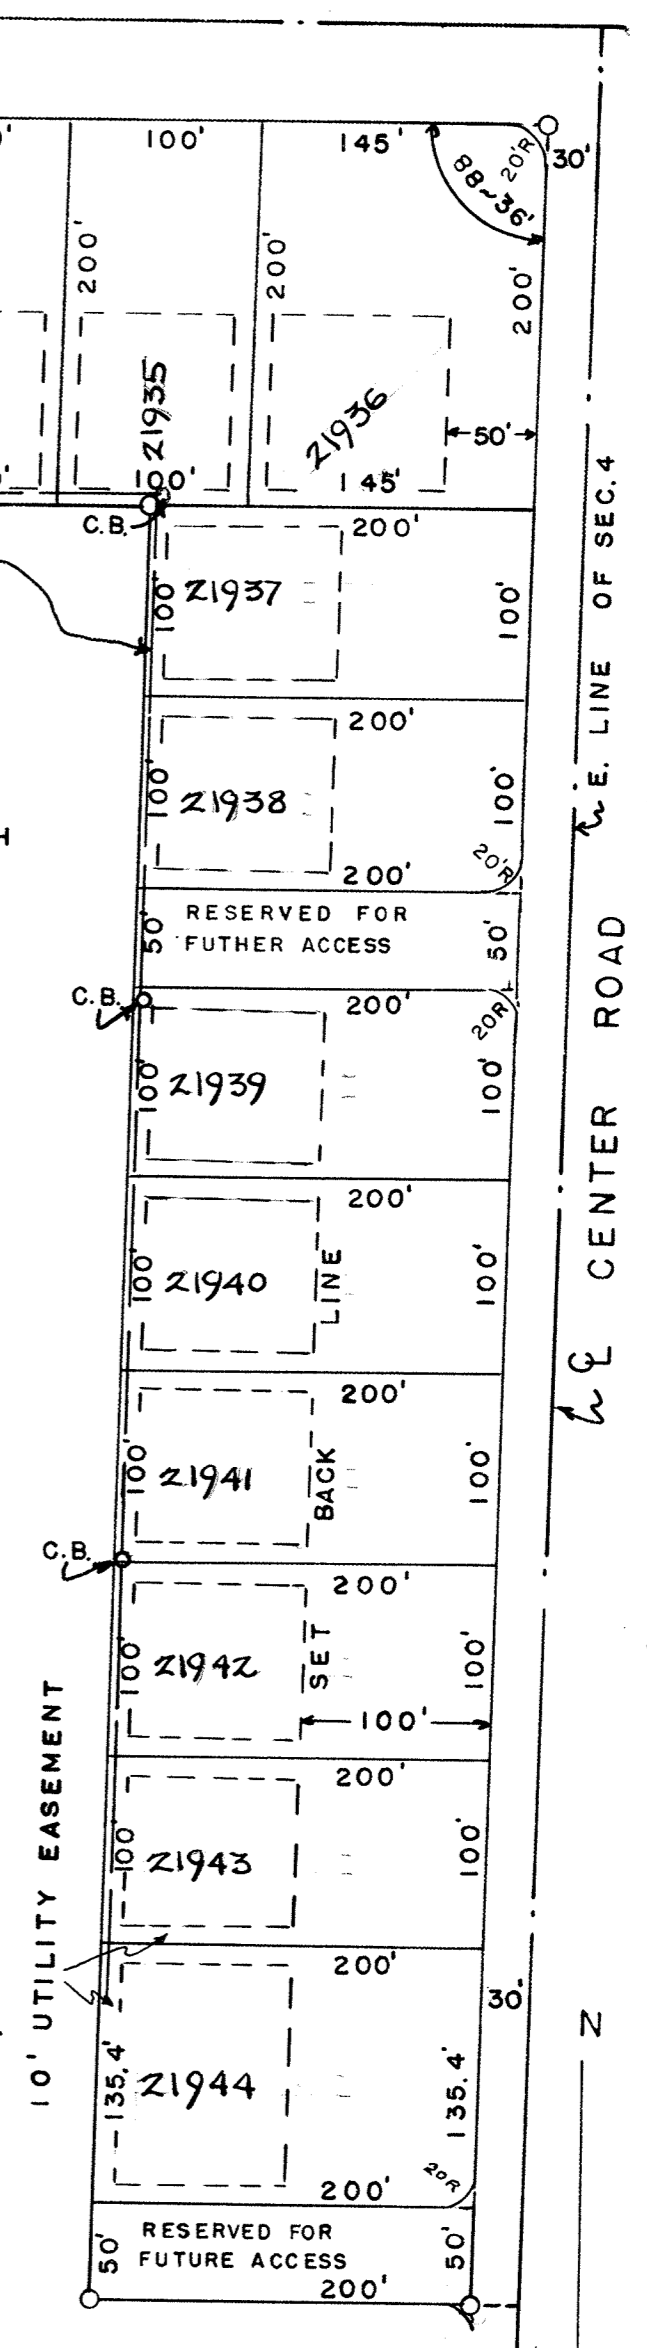 100' 145' 20'R 30'
88~36'
200' 200' 200'
21935 21936
50'
100' 145'
C.B. 200'
100' 21937 100'
E. LINE OF SEC. 4
200'
100' 21938 100'
200' 20'R
50' RESERVED FOR 50'
FUTHER ACCESS
C.B. 200' 20R
100' 21939 100'
CENTER ROAD
200'
100' 21940 LINE 100'
℄
200'
100' 21941 BACK 100'
C.B. 200'
100' 21942 SET 100'
100'
200'
100 21943 100'
10' UTILITY EASEMENT
200' 30'
N
135.4' 21944 135.4'
200' 20R
50' RESERVED FOR 50'
FUTURE ACCESS
200'